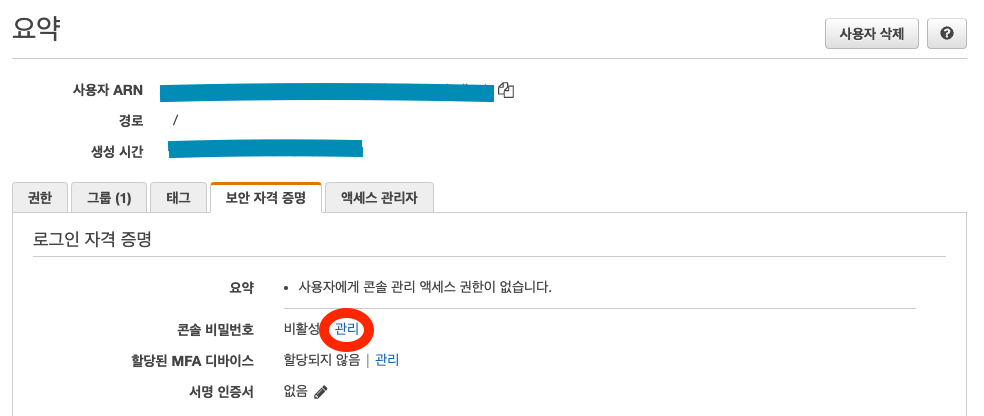 요약
사용자 삭제
사용자 ARN
경로 /
생성 시간
권한 그룹 (1) 태그 보안 자격 증명 액세스 관리자
로그인 자격 증명
요약 • 사용자에게 콘솔 관리 액세스 권한이 없습니다.
콘솔 비밀번호 비활성 관리
할당된 MFA 디바이스 할당되지 않음 | 관리
서명 인증서 없음